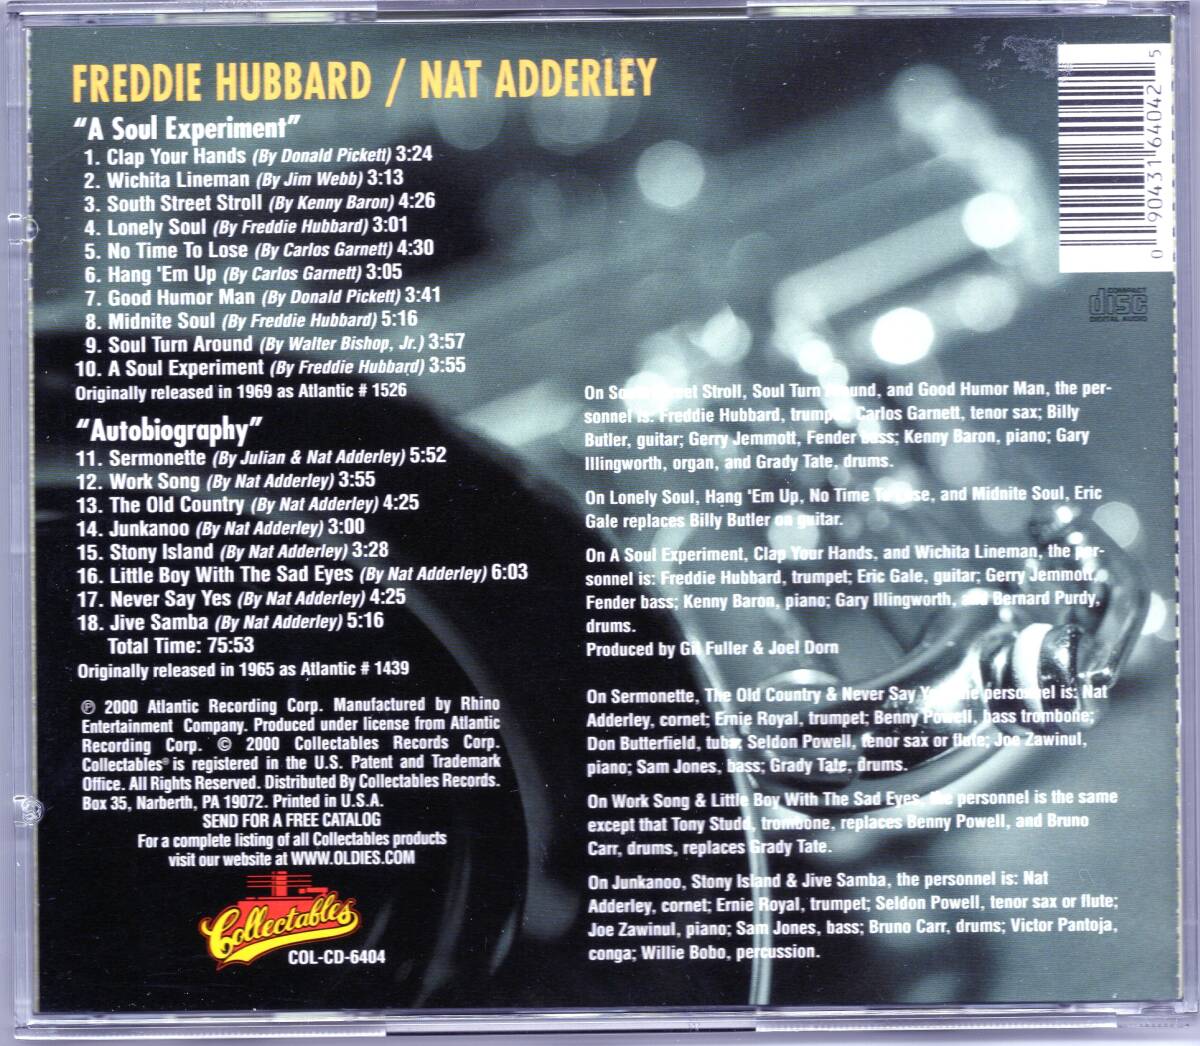 FREDDIE HUBBARD / NAT ADDERLEY
"A Soul Experiment"
1. Clap Your Hands (By Donald Pickett) 3:24
2. Wichita Lineman (By Jim Webb) 3:13
3. South Street Stroll (By Kenny Baron) 4:26
4. Lonely Soul (By Freddie Hubbard) 3:01
5. No Time To Lose (By Carlos Garnett) 4:30
6. Hang 'Em Up (By Carlos Garnett) 3:05
7. Good Humor Man (By Donald Pickett) 3:41
8. Midnite Soul (By Freddie Hubbard) 5:16
9. Soul Turn Around (By Walter Bishop, Jr.) 3:57
10. A Soul Experiment (By Freddie Hubbard) 3:55
Originally released in 1969 as Atlantic # 1526
"Autobiography"
11. Sermonette (By Julian & Nat Adderley) 5:52
12. Work Song (By Nat Adderley) 3:55
13. The Old Country (By Nat Adderley) 4:25
14. Junkanoo (By Nat Adderley) 3:00
15. Stony Island (By Nat Adderley) 3:28
16. Little Boy With The Sad Eyes (By Nat Adderley) 6:03
17. Never Say Yes (By Nat Adderley) 4:25
18. Jive Samba (By Nat Adderley) 5:16
Total Time: 75:53
Originally released in 1965 as Atlantic # 1439
℗ 2000 Atlantic Recording Corp. Manufactured by Rhino
Entertainment Company. Produced under license from Atlantic
Recording Corp. © 2000 Collectables Records Corp.
Collectables® is registered in the U.S. Patent and Trademark
Office. All Rights Reserved. Distributed By Collectables Records.
Box 35, Narberth, PA 19072. Printed in U.S.A.
SEND FOR A FREE CATALOG
For a complete listing of all Collectables products
visit our website at WWW.OLDIES.COM
Collectables
COL-CD-6404
0 90431 64042 5
COMPACT
disc
DIGITAL AUDIO
On South Street Stroll, Soul Turn Around, and Good Humor Man, the per-
sonnel is: Freddie Hubbard, trumpet; Carlos Garnett, tenor sax; Billy
Butler, guitar; Gerry Jemmott, Fender bass; Kenny Baron, piano; Gary
Illingworth, organ, and Grady Tate, drums.
On Lonely Soul, Hang 'Em Up, No Time To Lose, and Midnite Soul, Eric
Gale replaces Billy Butler on guitar.
On A Soul Experiment, Clap Your Hands, and Wichita Lineman, the per-
sonnel is: Freddie Hubbard, trumpet; Eric Gale, guitar; Gerry Jemmott,
Fender bass; Kenny Baron, piano; Gary Illingworth, and Bernard Purdy,
drums.
Produced by Gil Fuller & Joel Dorn
On Sermonette, The Old Country & Never Say Yes, the personnel is: Nat
Adderley, cornet; Ernie Royal, trumpet; Benny Powell, bass trombone;
Don Butterfield, tuba; Seldon Powell, tenor sax or flute; Joe Zawinul,
piano; Sam Jones, bass; Grady Tate, drums.
On Work Song & Little Boy With The Sad Eyes, the personnel is the same
except that Tony Studd, trombone, replaces Benny Powell, and Bruno
Carr, drums, replaces Grady Tate.
On Junkanoo, Stony Island & Jive Samba, the personnel is: Nat
Adderley, cornet; Ernie Royal, trumpet; Seldon Powell, tenor sax or flute;
Joe Zawinul, piano; Sam Jones, bass; Bruno Carr, drums; Victor Pantoja,
conga; Willie Bobo, percussion.